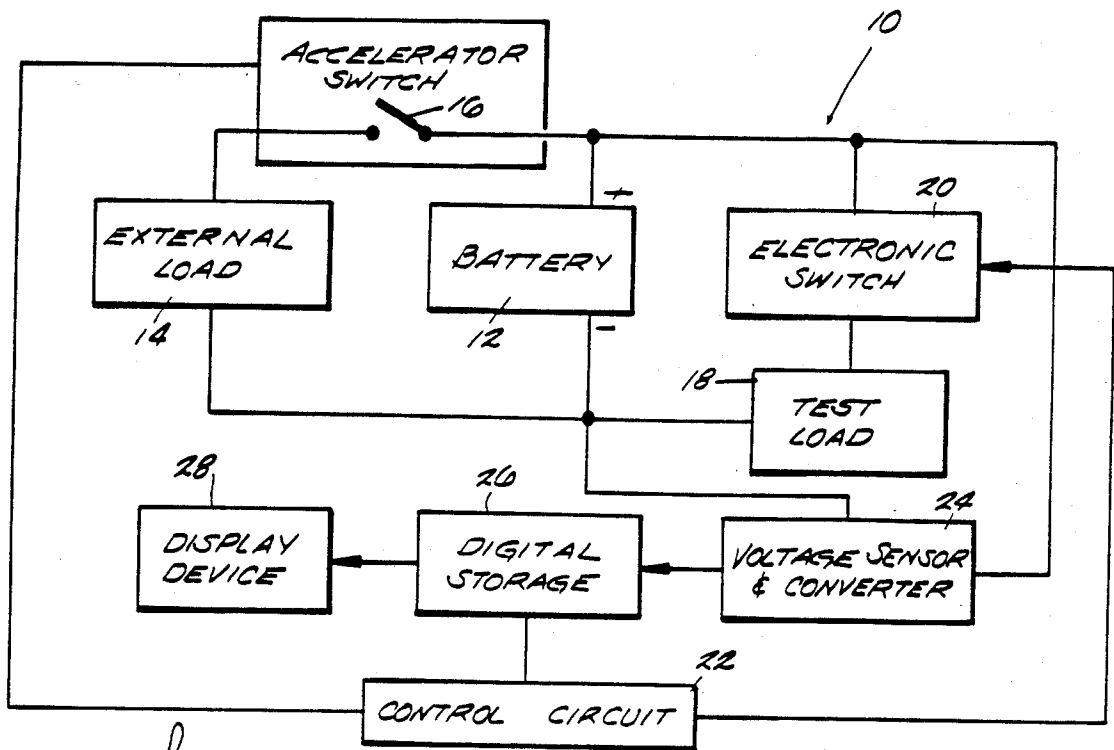 10
ACCELERATOR
SWITCH
16
20
+
EXTERNAL
LOAD
BATTERY
ELECTRONIC
SWITCH
14
12
-
18
TEST
LOAD
28
26
24
DISPLAY
DEVICE
DIGITAL
STORAGE
VOLTAGE SENSOR
& CONVERTER
22
CONTROL CIRCUIT